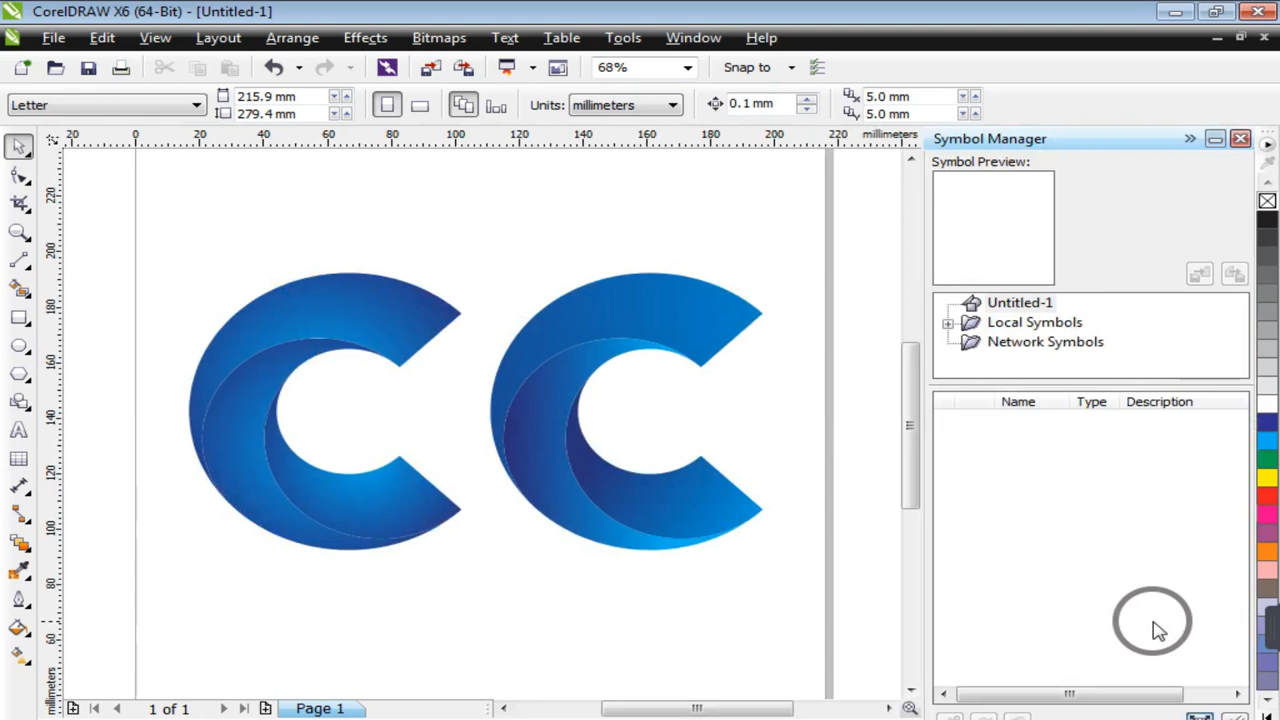 CorelDRAW X6 (64-Bit) - [Untitled-1]
File Edit View Layout Arrange Effects Bitmaps Text Table Tools Window Help
68% Snap to
Letter 215.9 mm 279.4 mm Units: millimeters 0.1 mm 5.0 mm 5.0 mm
20 0 20 40 60 80 100 120 140 160 180 200 220 millimeters
Symbol Manager
Symbol Preview:
220
200
180
160
140
120
100
80
60
millimeters
CC
Untitled-1
Local Symbols
Network Symbols
Name Type Description
1 of 1 Page 1